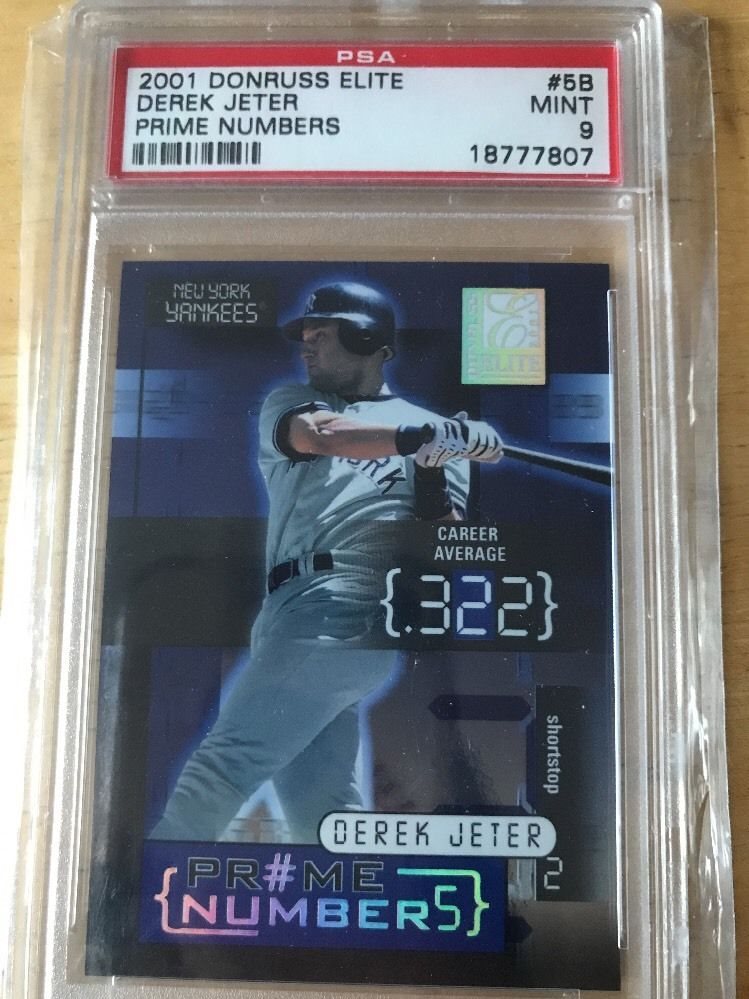 PSA
2001 DONRUSS ELITE #5B
DEREK JETER MINT
PRIME NUMBERS 9
18777807
NEW YORK
YANKEES
ELITE
YORK
CAREER
AVERAGE
{.322}
shortstop
2
DEREK JETER
PR#ME
{NUMBER5}